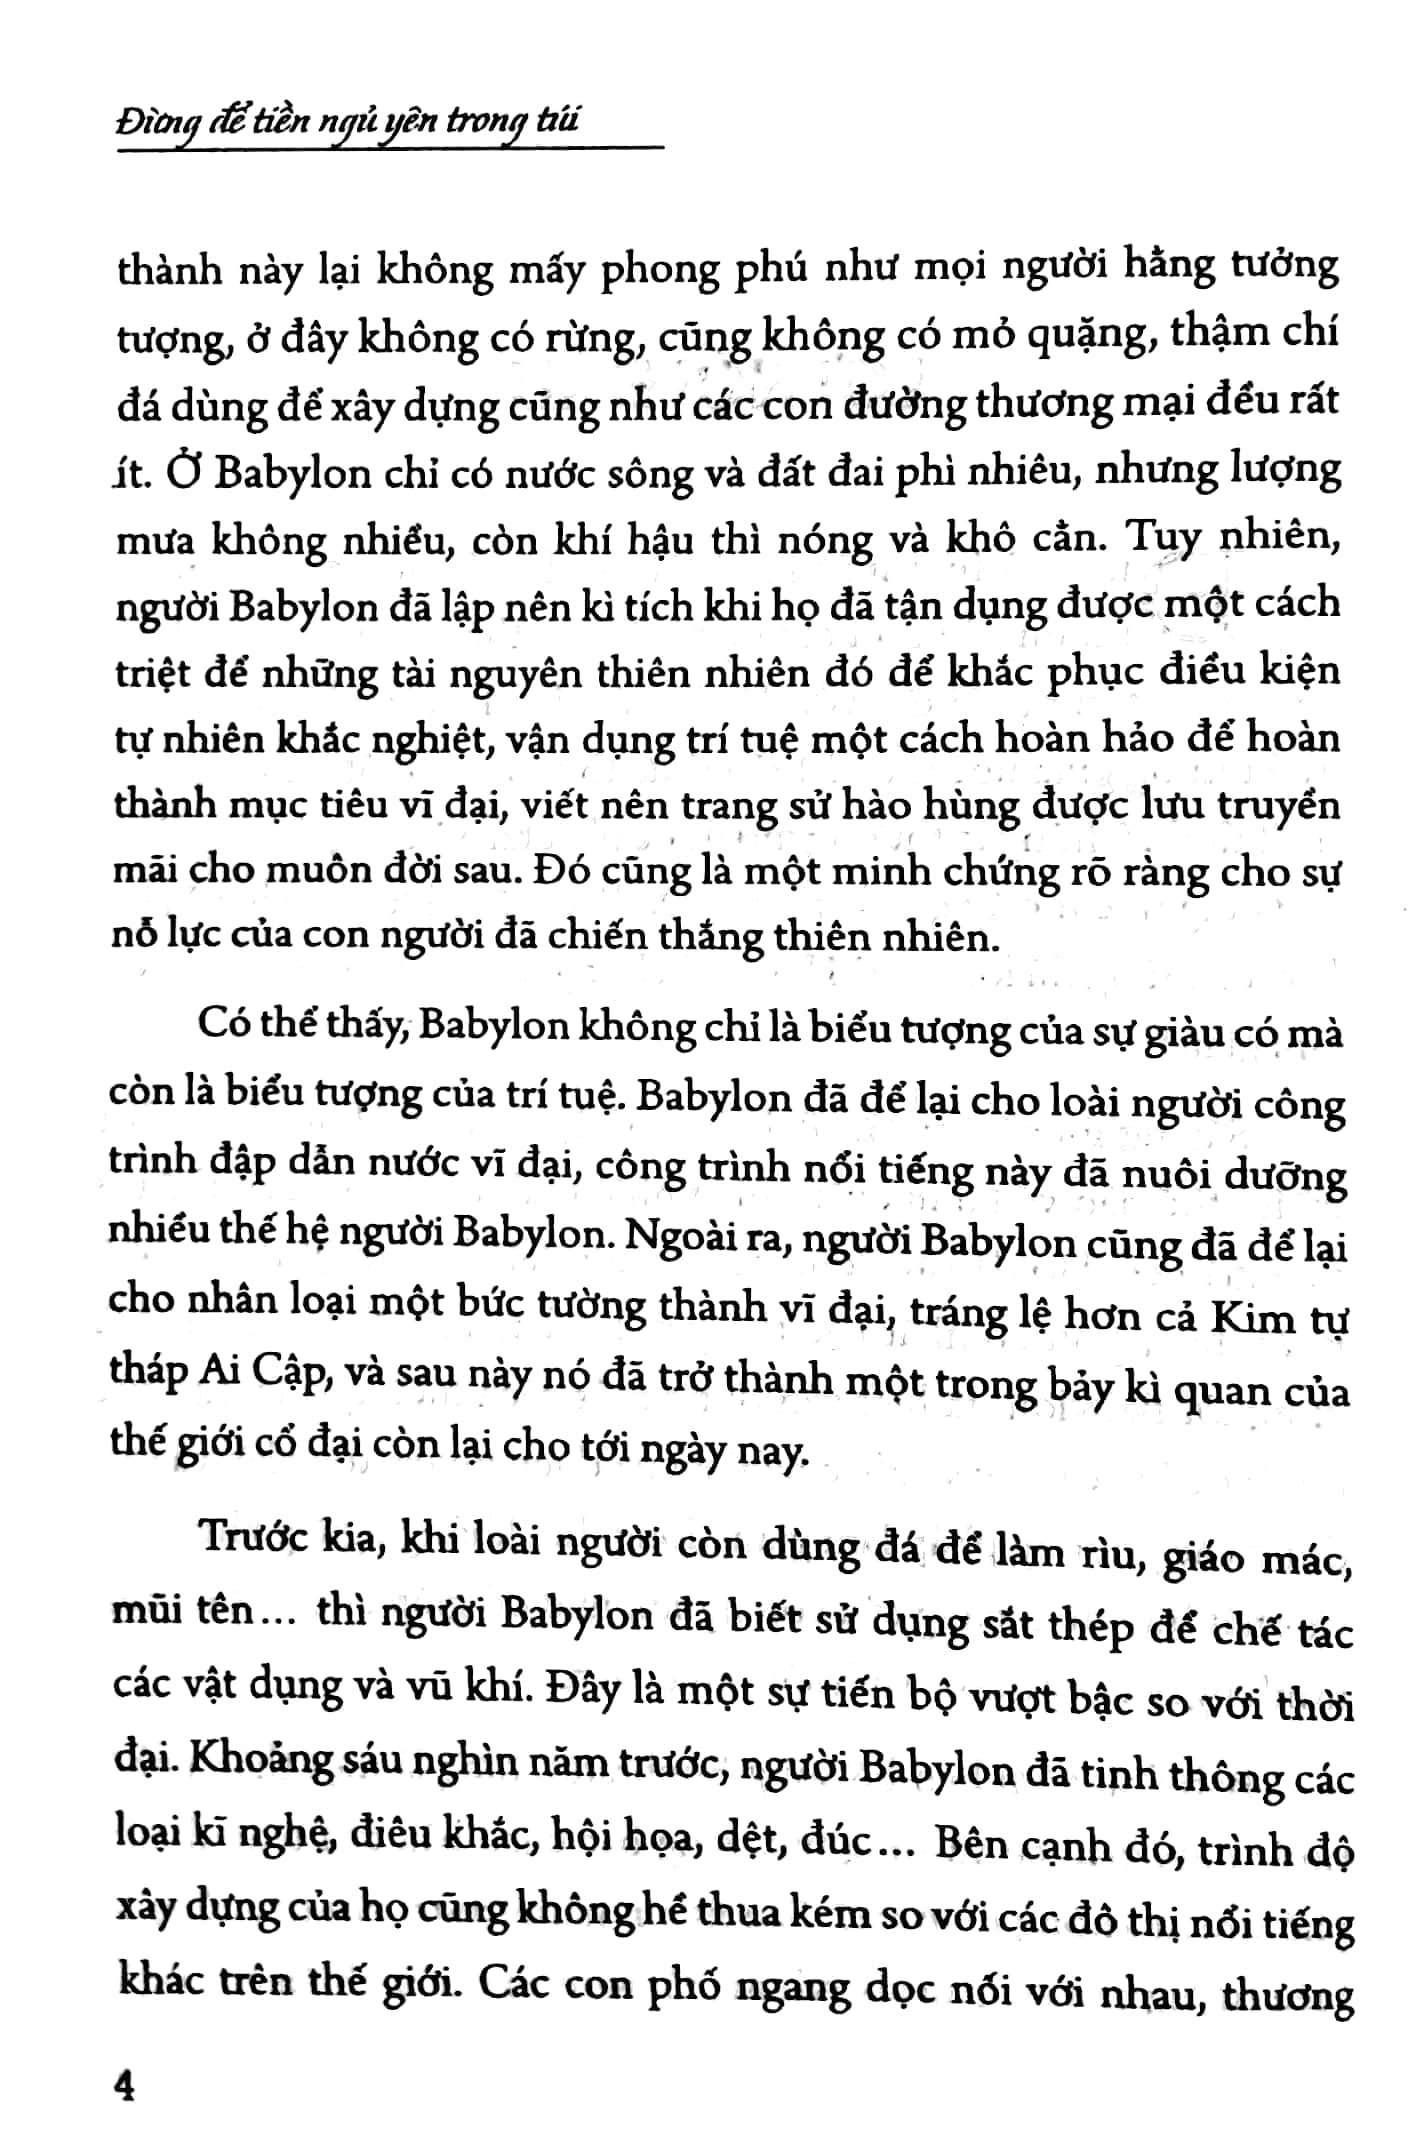 Đừng để tiền ngủ yên trong túi
thành này lại không mấy phong phú như mọi người hằng tưởng
tượng, ở đây không có rừng, cũng không có mỏ quặng, thậm chí
đá dùng để xây dựng cũng như các con đường thương mại đều rất
ít. Ở Babylon chỉ có nước sông và đất đai phì nhiêu, nhưng lượng
mưa không nhiều, còn khí hậu thì nóng và khô cằn. Tuy nhiên,
người Babylon đã lập nên kì tích khi họ đã tận dụng được một cách
triệt để những tài nguyên thiên nhiên đó để khắc phục điều kiện
tự nhiên khắc nghiệt, vận dụng trí tuệ một cách hoàn hảo để hoàn
thành mục tiêu vĩ đại, viết nên trang sử hào hùng được lưu truyền
mãi cho muôn đời sau. Đó cũng là một minh chứng rõ ràng cho sự
nỗ lực của con người đã chiến thắng thiên nhiên.
Có thể thấy, Babylon không chỉ là biểu tượng của sự giàu có mà
còn là biểu tượng của trí tuệ. Babylon đã để lại cho loài người công
trình đập dẫn nước vĩ đại, công trình nổi tiếng này đã nuôi dưỡng
nhiều thế hệ người Babylon. Ngoài ra, người Babylon cũng đã để lại
cho nhân loại một bức tường thành vĩ đại, tráng lệ hơn cả Kim tự
tháp Ai Cập, và sau này nó đã trở thành một trong bảy kì quan của
thế giới cổ đại còn lại cho tới ngày nay.
Trước kia, khi loài người còn dùng đá để làm rìu, giáo mác,
mũi tên... thì người Babylon đã biết sử dụng sắt thép để chế tác
các vật dụng và vũ khí. Đây là một sự tiến bộ vượt bậc so với thời
đại. Khoảng sáu nghìn năm trước, người Babylon đã tinh thông các
loại kĩ nghệ, điêu khắc, hội họa, dệt, đúc... Bên cạnh đó, trình độ
xây dựng của họ cũng không hề thua kém so với các đô thị nổi tiếng
khác trên thế giới. Các con phố ngang dọc nối với nhau, thương
4